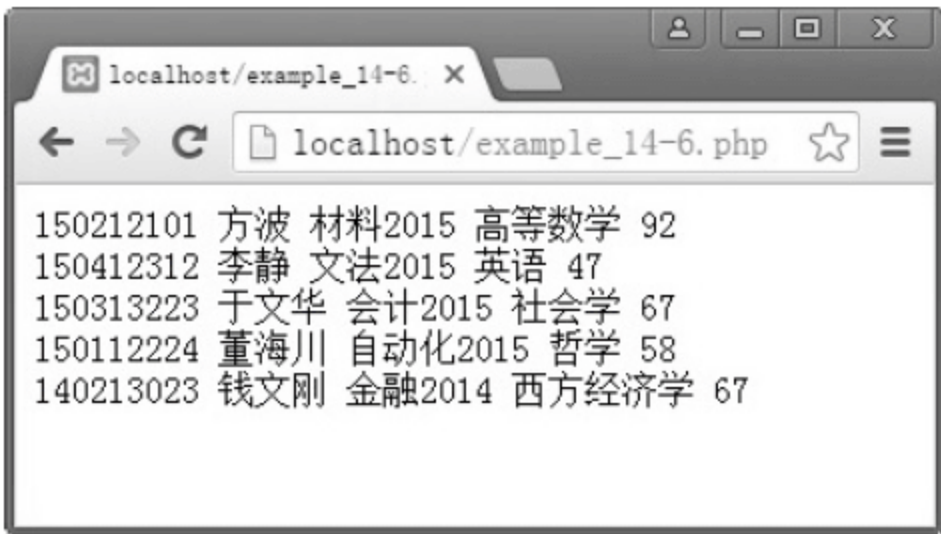 localhost/example_14-6.
localhost/example_14-6.php
150212101 方波 材料2015 高等数学 92
150412312 李静 文法2015 英语 47
150313223 于文华 会计2015 社会学 67
150112224 董海川 自动化2015 哲学 58
140213023 钱文刚 金融2014 西方经济学 67